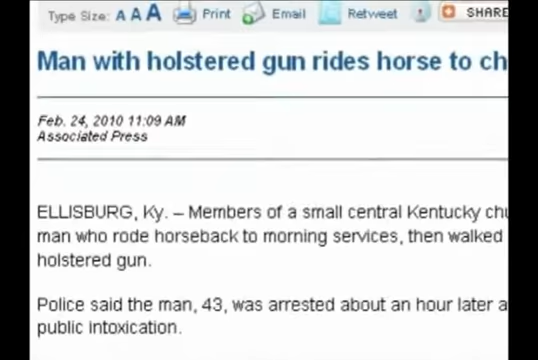 Type Size: A A A Print Email Retweet SHARE
Man with holstered gun rides horse to ch
Feb. 24, 2010 11:09 AM
Associated Press
ELLISBURG, Ky. – Members of a small central Kentucky chu
man who rode horseback to morning services, then walked
holstered gun.
Police said the man, 43, was arrested about an hour later a
public intoxication.